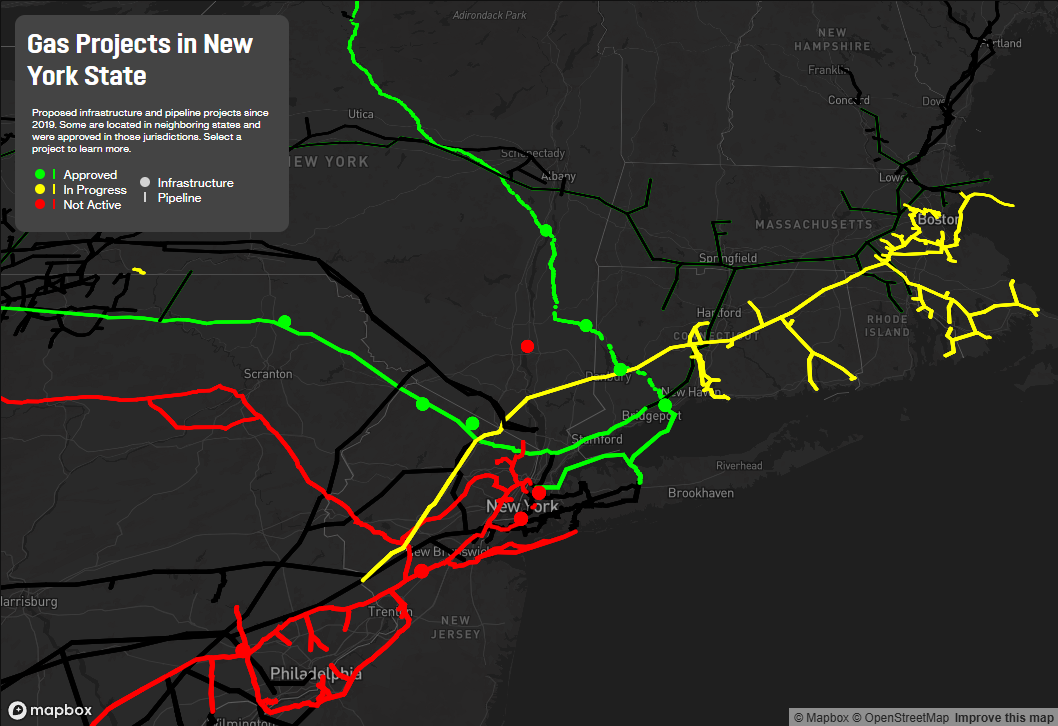 Gas Projects in New
York State
Proposed infrastructure and pipeline projects since
2019. Some are located in neighboring states and
were approved in those jurisdictions. Select a
project to learn more.
Approved
In Progress
Not Active
Infrastructure
Pipeline
Adirondack Park
NEW
HAMPSHIRE
Portland
Franklin
Concord
Dover
Utica
Schenectady
NEW YORK
Albany
Lowell
MASSACHUSETTS
Boston
Springfield
Hartford
RHODE
ISLAND
CONNECTICUT
Scranton
Danbury
New Haven
Bridgeport
Stamford
Riverhead
Brookhaven
New York
New Brunswick
Harrisburg
Trenton
NEW
JERSEY
Philadelphia
Wilmington
mapbox
© Mapbox © OpenStreetMap Improve this map